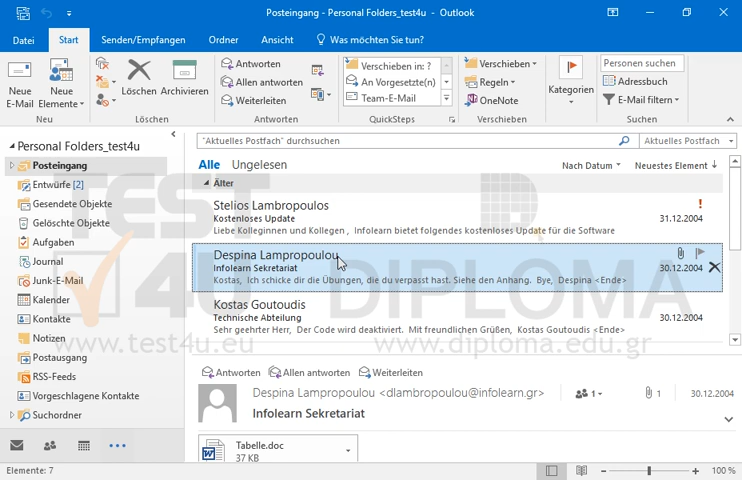 Posteingang - Personal Folders_test4u - Outlook
Datei
Start
Senden/Empfangen
Ordner
Ansicht
Was möchten Sie tun?
Neue
E-Mail
Neue
Elemente
Neu
Löschen
Archivieren
Löschen
Antworten
Allen antworten
Weiterleiten
Antworten
Verschieben in: ?
An Vorgesetzte(n)
Team-E-Mail
QuickSteps
Verschieben
Regeln
OneNote
Verschieben
Kategorien
Personen suchen
Adressbuch
E-Mail filtern
Suchen
Personal Folders_test4u
Posteingang
Entwürfe [2]
Gesendete Objekte
Gelöschte Objekte
Aufgaben
Journal
Junk-E-Mail
Kalender
Kontakte
Notizen
Postausgang
RSS-Feeds
Vorgeschlagene Kontakte
Suchordner
"Aktuelles Postfach" durchsuchen
Aktuelles Postfach
Alle
Ungelesen
Nach Datum
Neuestes Element
Älter
Stelios Lambropoulos
Kostenloses Update
31.12.2004
Liebe Kolleginnen und Kollegen ,  Infolearn bietet folgendes kostenloses Update für die Software
Despina Lampropoulou
Infolearn Sekretariat
30.12.2004
Kostas,  Ich schicke dir die Übungen, die du verpasst hast. Siehe den Anhang.  Bye,  Despina <Ende>
Kostas Goutoudis
Technische Abteilung
30.12.2004
Sehr geehrter Herr,  Der Code wird deaktiviert.  Mit freundlichen Grüßen,  Kostas Goutoudis <Ende>
Antworten
Allen antworten
Weiterleiten
Despina Lampropoulou <dlambropoulou@infolearn.gr>
1
1
30.12.2004
Infolearn Sekretariat
Tabelle.doc
37 KB
Elemente: 7
100 %
TEST
4U
DIPLOMA
www.test4u.eu
www.diploma.edu.gr